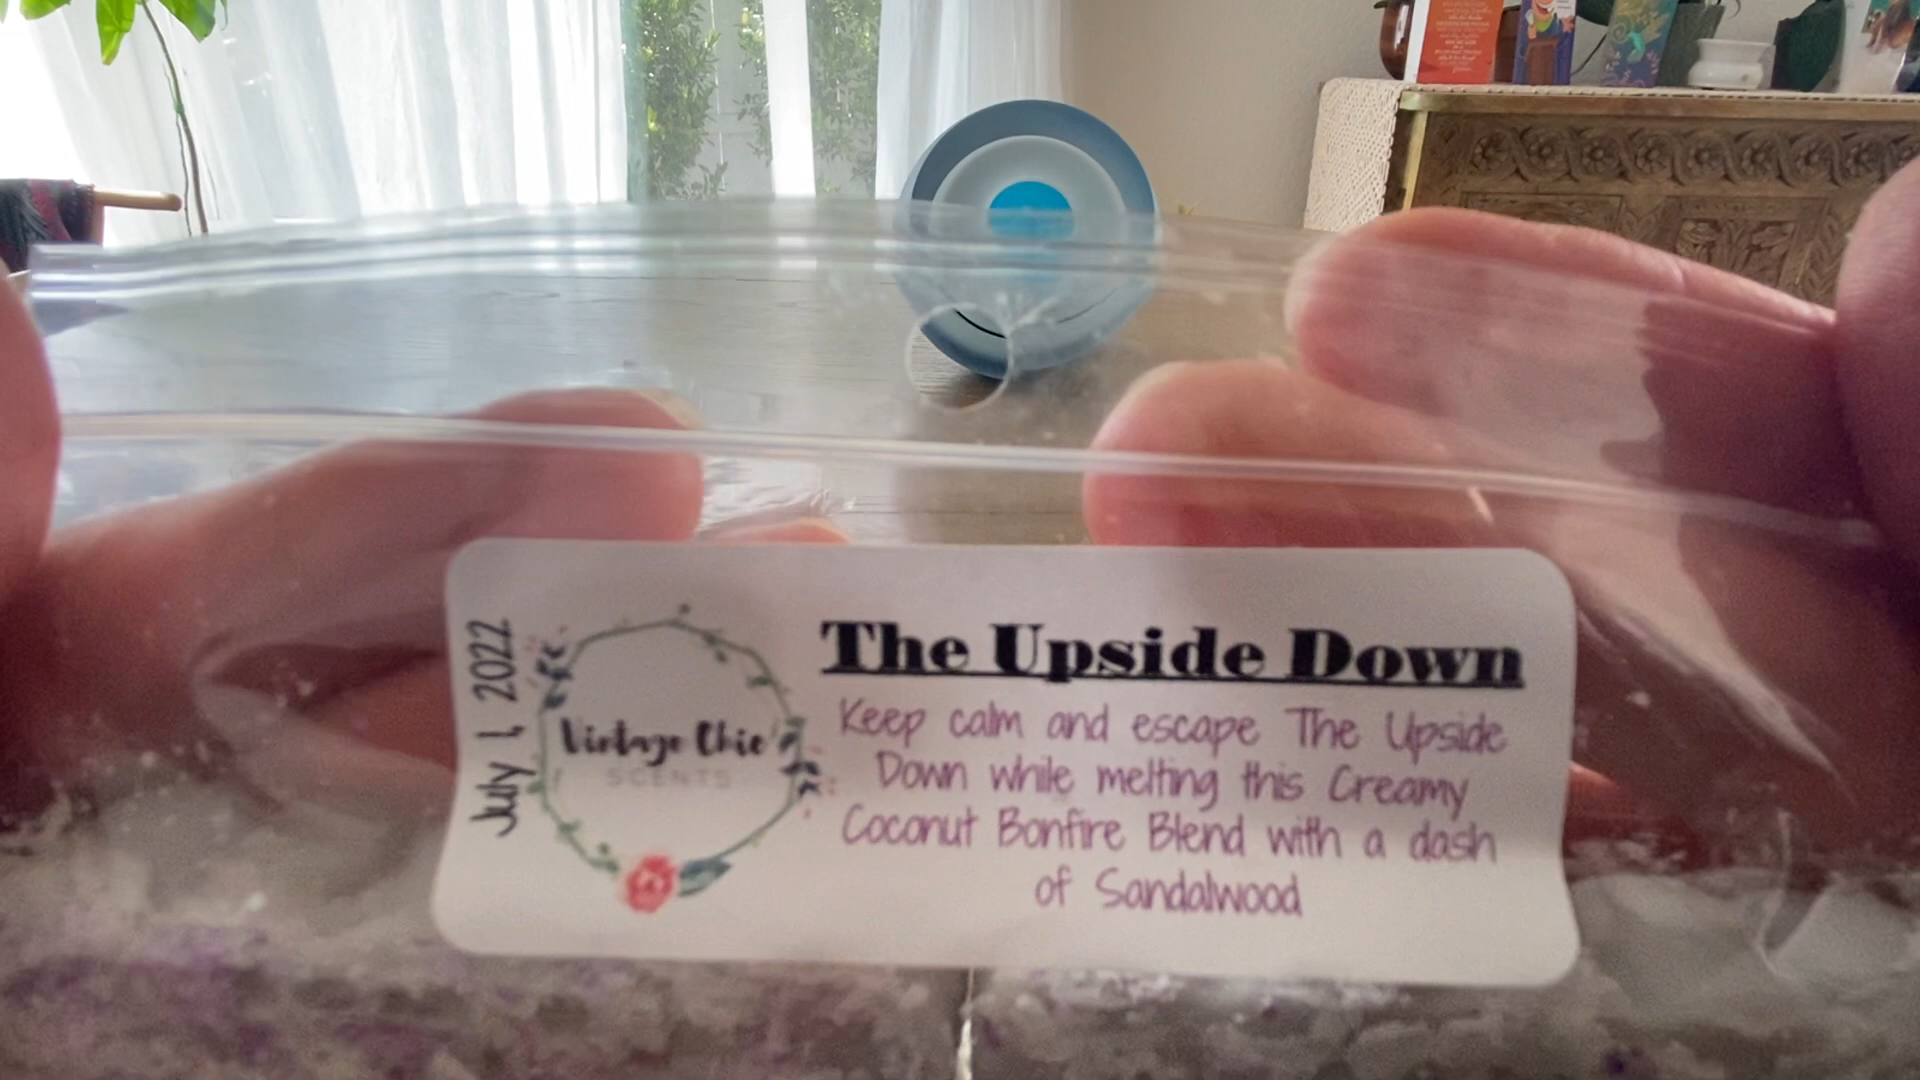 July 1, 2022
Vintage Chic
SCENTS
The Upside Down
Keep calm and escape The Upside
Down while melting this Creamy
Coconut Bonfire Blend with a dash
of Sandalwood